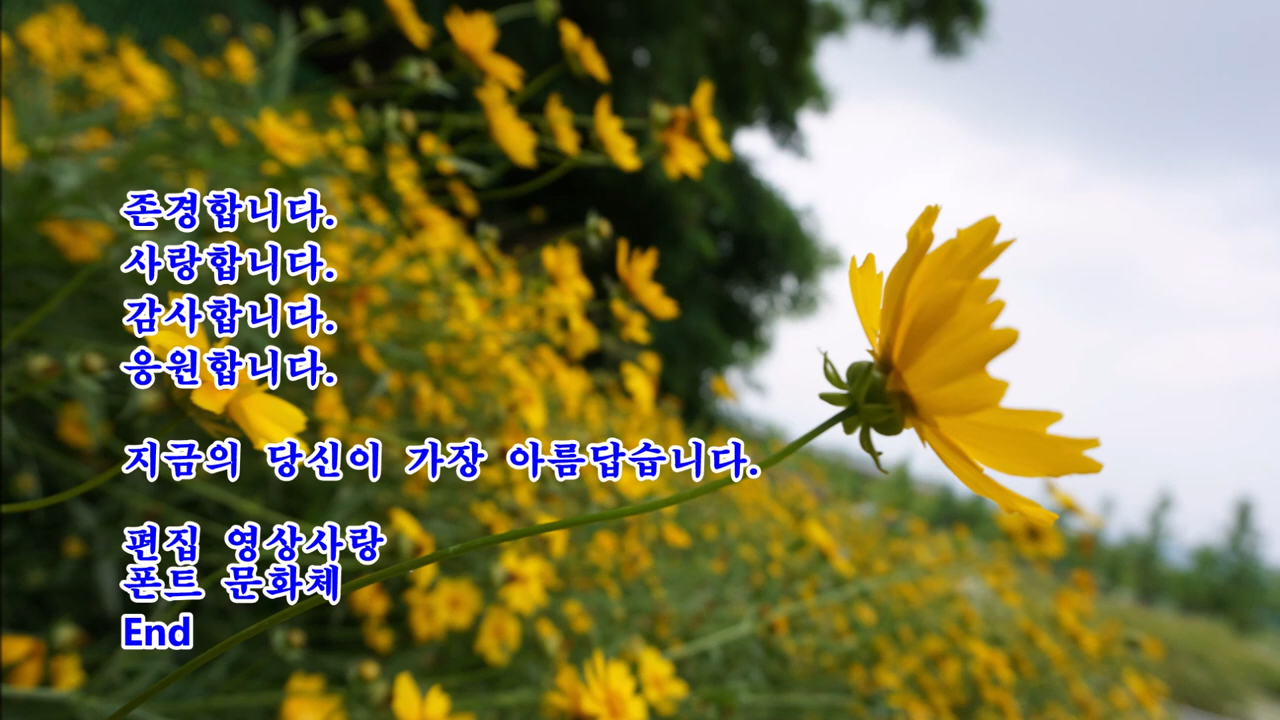 존경합니다.
사랑합니다.
감사합니다.
응원합니다.
지금의 당신이 가장 아름답습니다.
편집 영상사랑
폰트 문화체
End